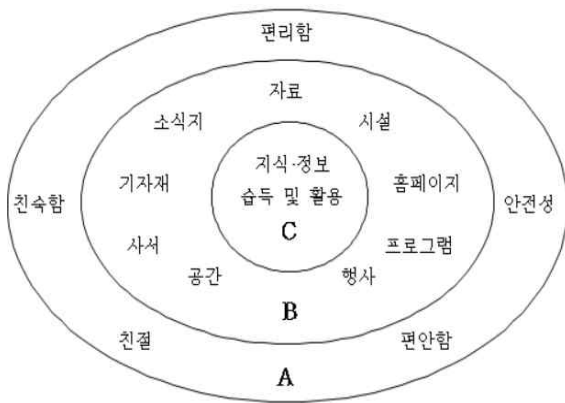 편리함
자료
소식지
시설
지식·정보
습득 및 활용
C
기자재
홈페이지
친숙함
안전성
사서
프로그램
공간
행사
B
친절
편안함
A